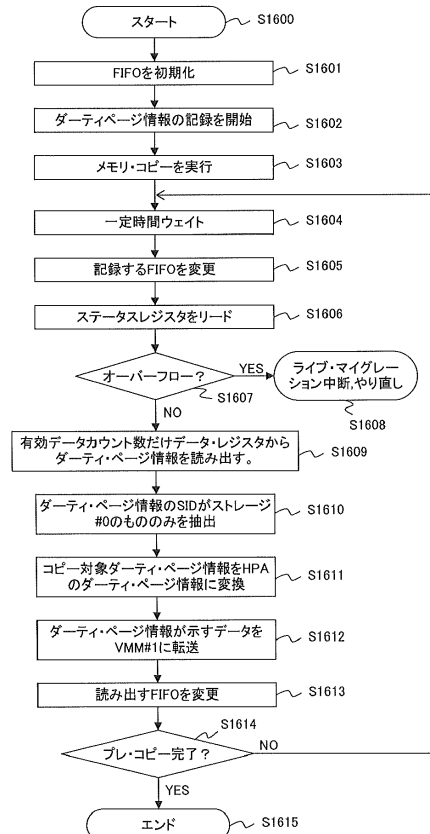 スタート
S1600
FIFOを初期化
S1601
ダーティページ情報の記録を開始
S1602
メモリ・コピーを実行
S1603
一定時間ウェイト
S1604
記録するFIFOを変更
S1605
ステータスレジスタをリード
S1606
オーバーフロー?
YES
S1607
NO
ライブ・マイグレー
ション中断,やり直し
S1608
有効データカウント数だけデータ・レジスタから
ダーティ・ページ情報を読み出す。
S1609
ダーティ・ページ情報のSIDがストレージ
#0のもののみを抽出
S1610
コピー対象ダーティ・ページ情報をHPA
のダーティ・ページ情報に変換
S1611
ダーティ・ページ情報が示すデータを
VMM#1に転送
S1612
読み出すFIFOを変更
S1613
プレ・コピー完了?
S1614
NO
YES
エンド
S1615